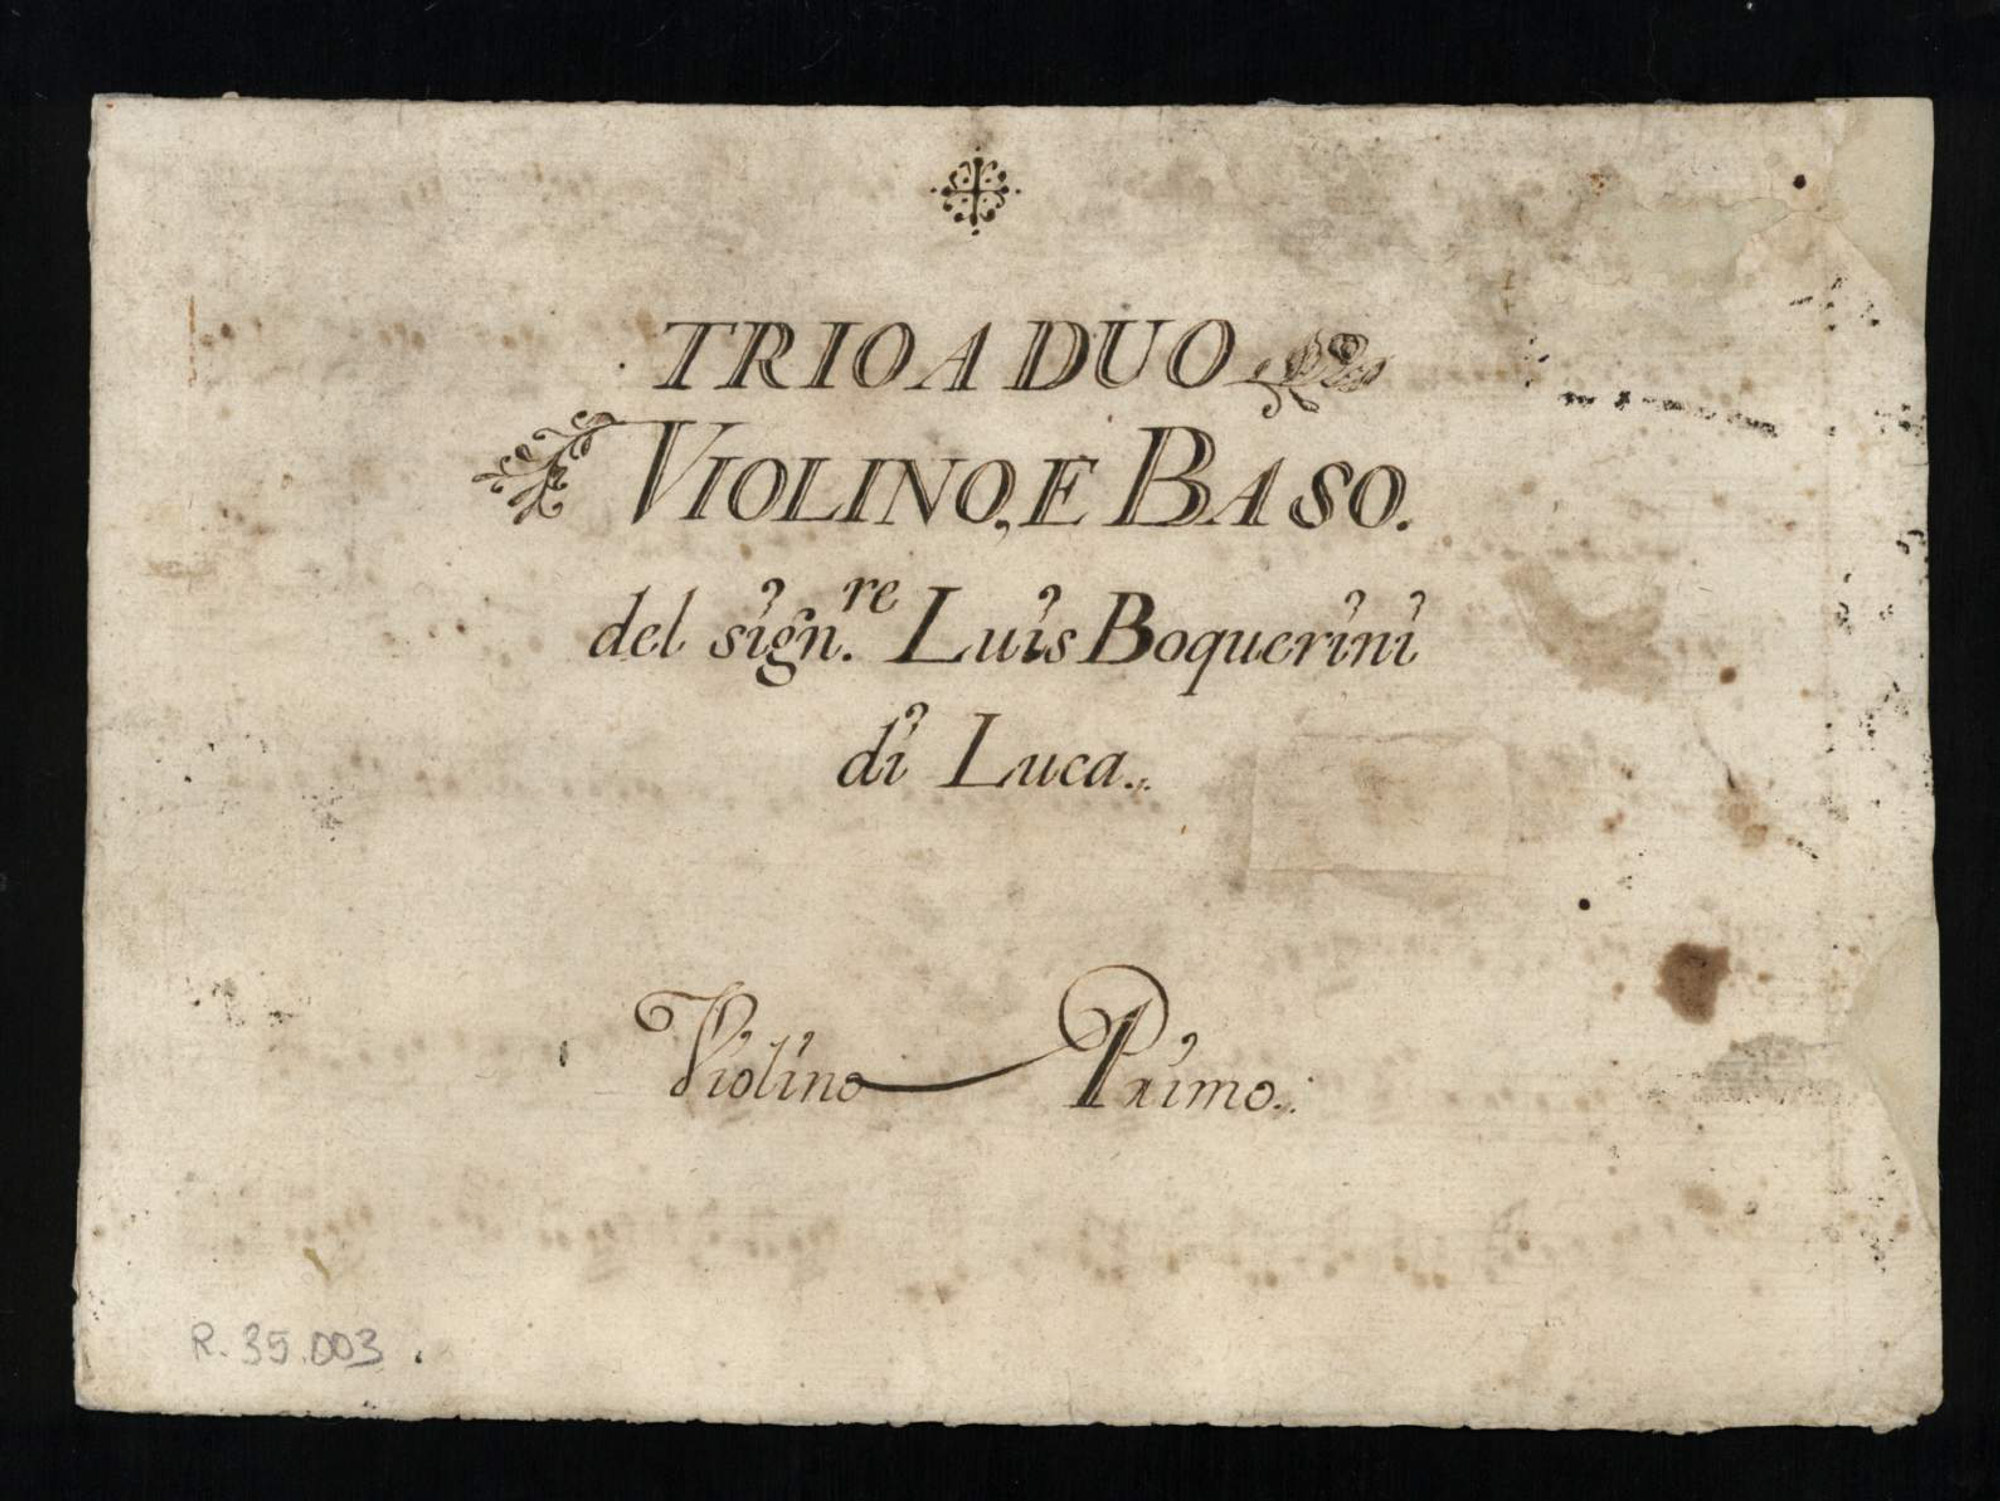 TRIO A DUO
VIOLINO, E BASO.
del sign.re Luis Boquerini
di Luca.
Violino Primo.
R. 35.003.